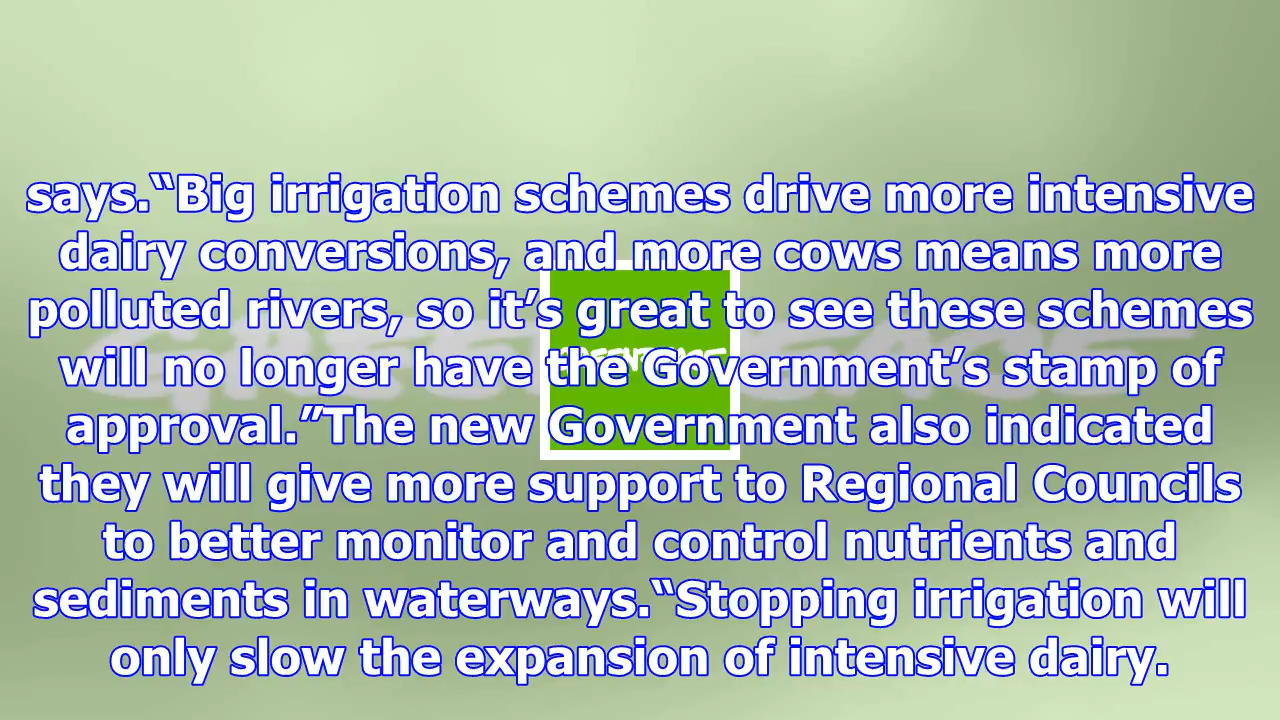 says.“Big irrigation schemes drive more intensive
dairy conversions, and more cows means more
polluted rivers, so it’s great to see these schemes
will no longer have the Government’s stamp of
approval.”The new Government also indicated
they will give more support to Regional Councils
to better monitor and control nutrients and
sediments in waterways.“Stopping irrigation will
only slow the expansion of intensive dairy.
GREENPEACE
GREENPEACE